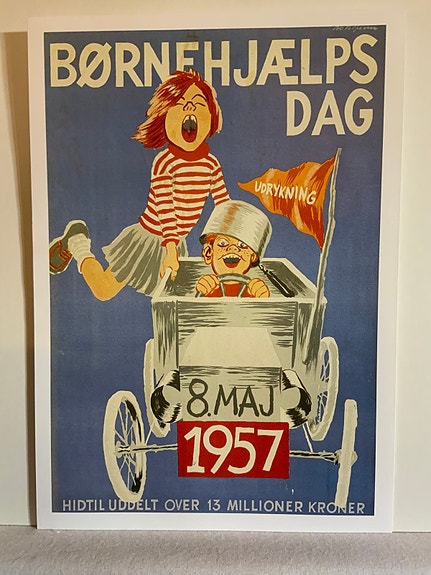 BØRNEHJÆLPS
DAG
UDRYKNING
8. MAJ
1957
HIDTIL UDDELT OVER 13 MILLIONER KRONER